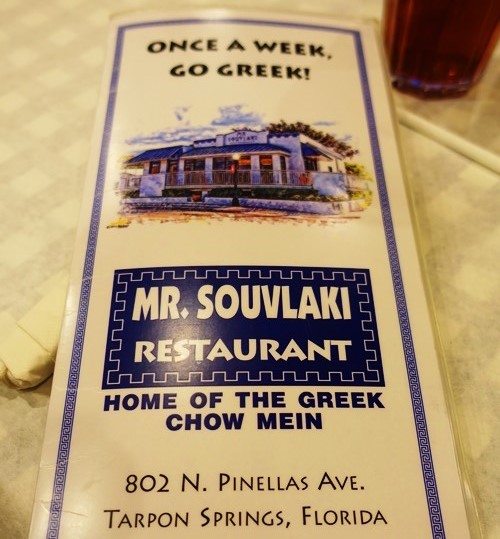 ONCE A WEEK,
GO GREEK!
SOUVLAKI
MR. SOUVLAKI
RESTAURANT
HOME OF THE GREEK
CHOW MEIN
802 N. PINELLAS AVE.
TARPON SPRINGS, FLORIDA